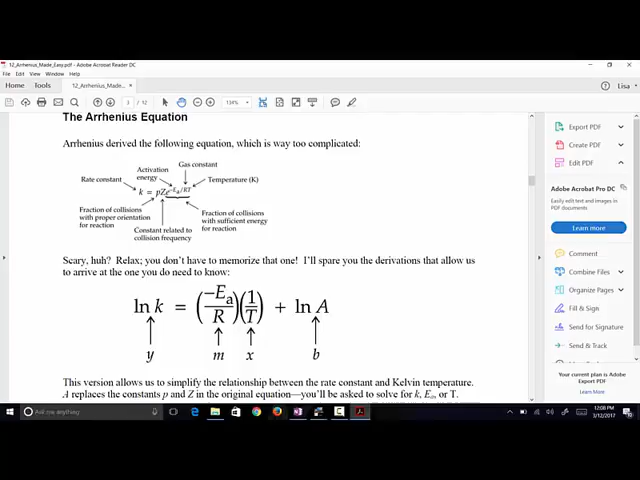 12_Arrhenius_Made_Easy.pdf - Adobe Acrobat Reader DC
File Edit View Window Help
Home Tools 12_Arrhenius_Made_... × Lisa
3 / 12 134%
The Arrhenius Equation
Arrhenius derived the following equation, which is way too complicated:
Gas constant
Activation
energy
Rate constant
Temperature (K)
k = pZe^-Ea/RT
Fraction of collisions
with proper orientation
for reaction
Fraction of collisions
with sufficient energy
for reaction
Constant related to
collision frequency
Scary, huh? Relax; you don't have to memorize that one! I'll spare you the derivations that allow us
to arrive at the one you do need to know:
ln k = (-Ea/R)(1/T) + ln A
y m x b
This version allows us to simplify the relationship between the rate constant and Kelvin temperature.
A replaces the constants p and Z in the original equation—you'll be asked to solve for k, Ea, or T.
Export PDF
Create PDF
Edit PDF
Adobe Acrobat Pro DC
Easily edit text and images in
PDF documents
Learn more
Comment
Combine Files
Organize Pages
Fill & Sign
Send for Signature
Send & Track
Your current plan is Adobe
Export PDF
Learn More
Ask me anything
12:08 PM
3/12/2017